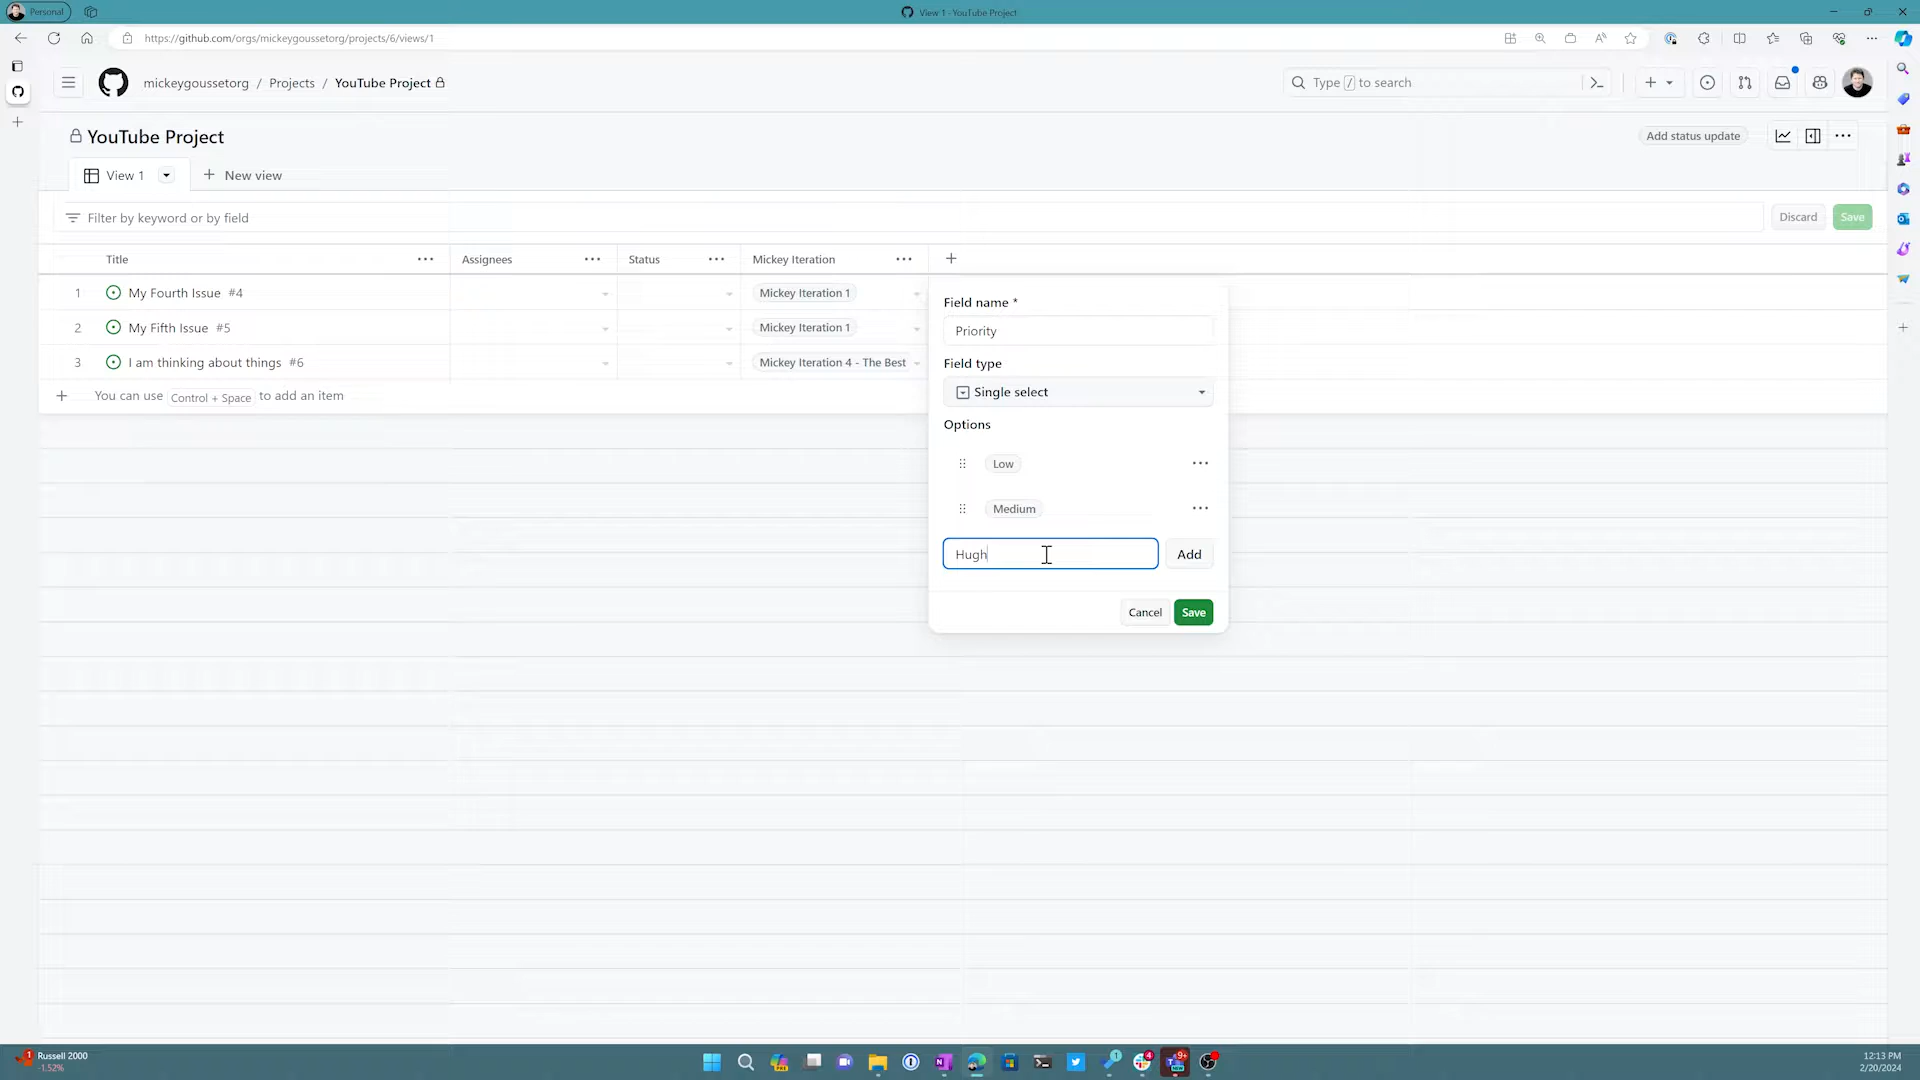 Personal
View 1 - YouTube Project
https://github.com/orgs/mickeygoussetorg/projects/6/views/1
mickeygoussetorg / Projects / YouTube Project
Type / to search
YouTube Project
Add status update
View 1
New view
Filter by keyword or by field
Discard
Save
Title
Assignees
Status
Mickey Iteration
1 My Fourth Issue #4 Mickey Iteration 1
2 My Fifth Issue #5 Mickey Iteration 1
3 I am thinking about things #6 Mickey Iteration 4 - The Best
You can use Control + Space to add an item
Field name *
Priority
Field type
Single select
Options
Low
Medium
Hugh
Add
Cancel
Save
1
Russell 2000
-1.52%
1
4
9+
12:13 PM
2/20/2024